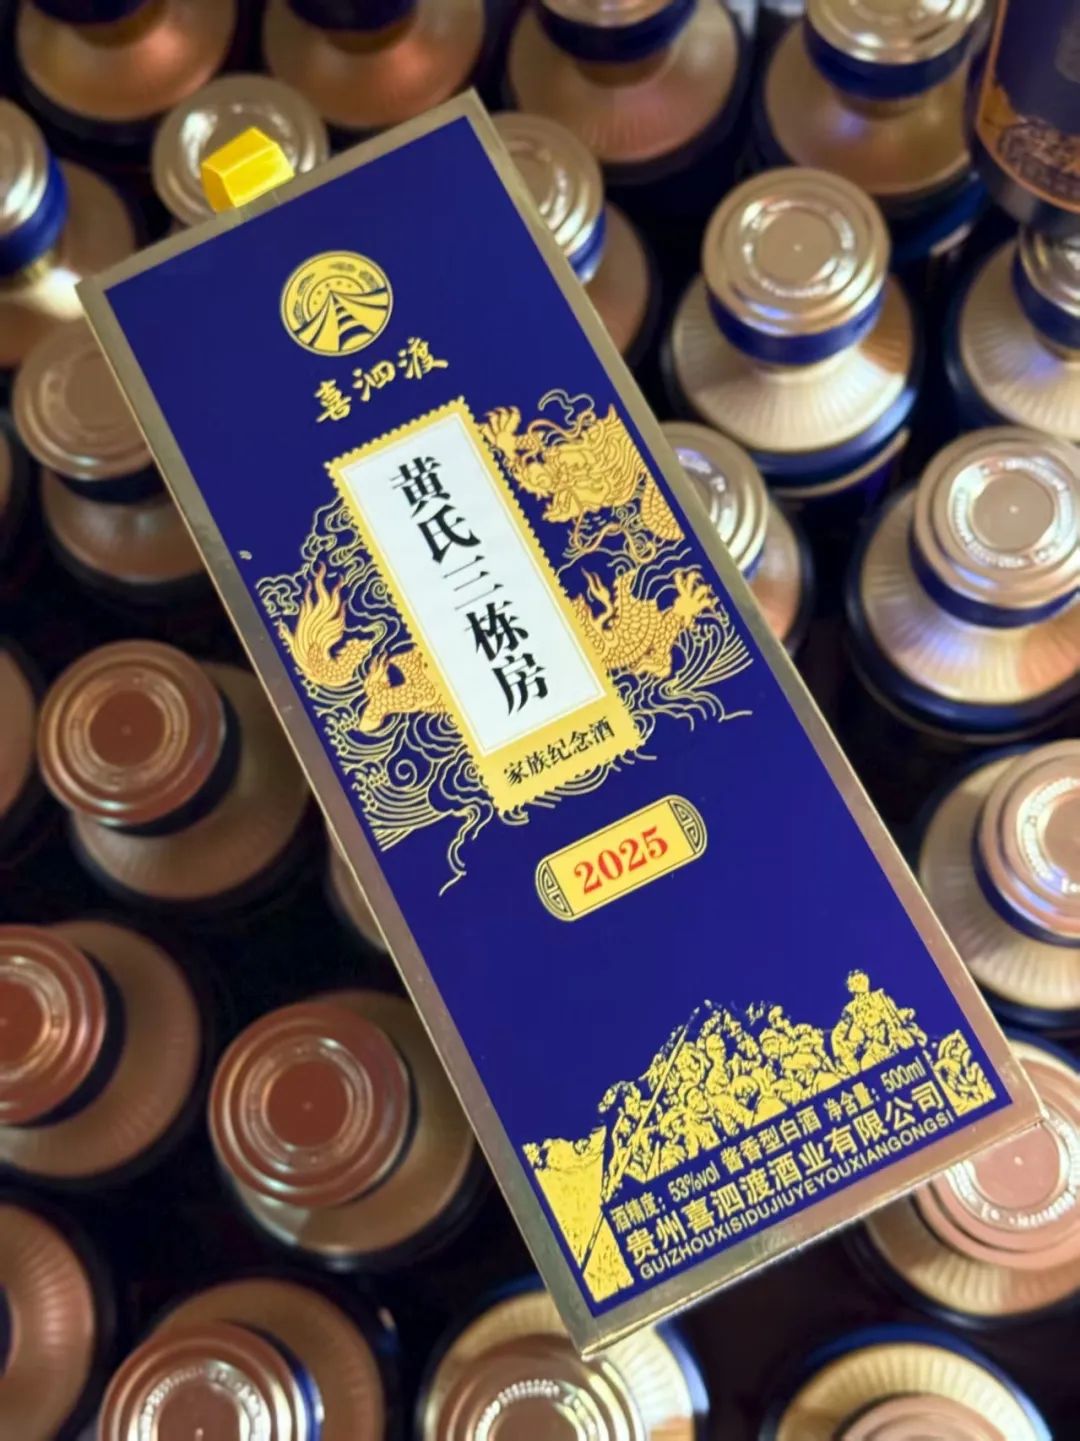 喜泗渡
黄氏三栋房
家族纪念酒
2025
酒精度：53%vol 酱香型白酒 净含量：500ml
贵州喜泗渡酒业有限公司
GUIZHOUXISIDUJIUYEYOUXIANGONGSI